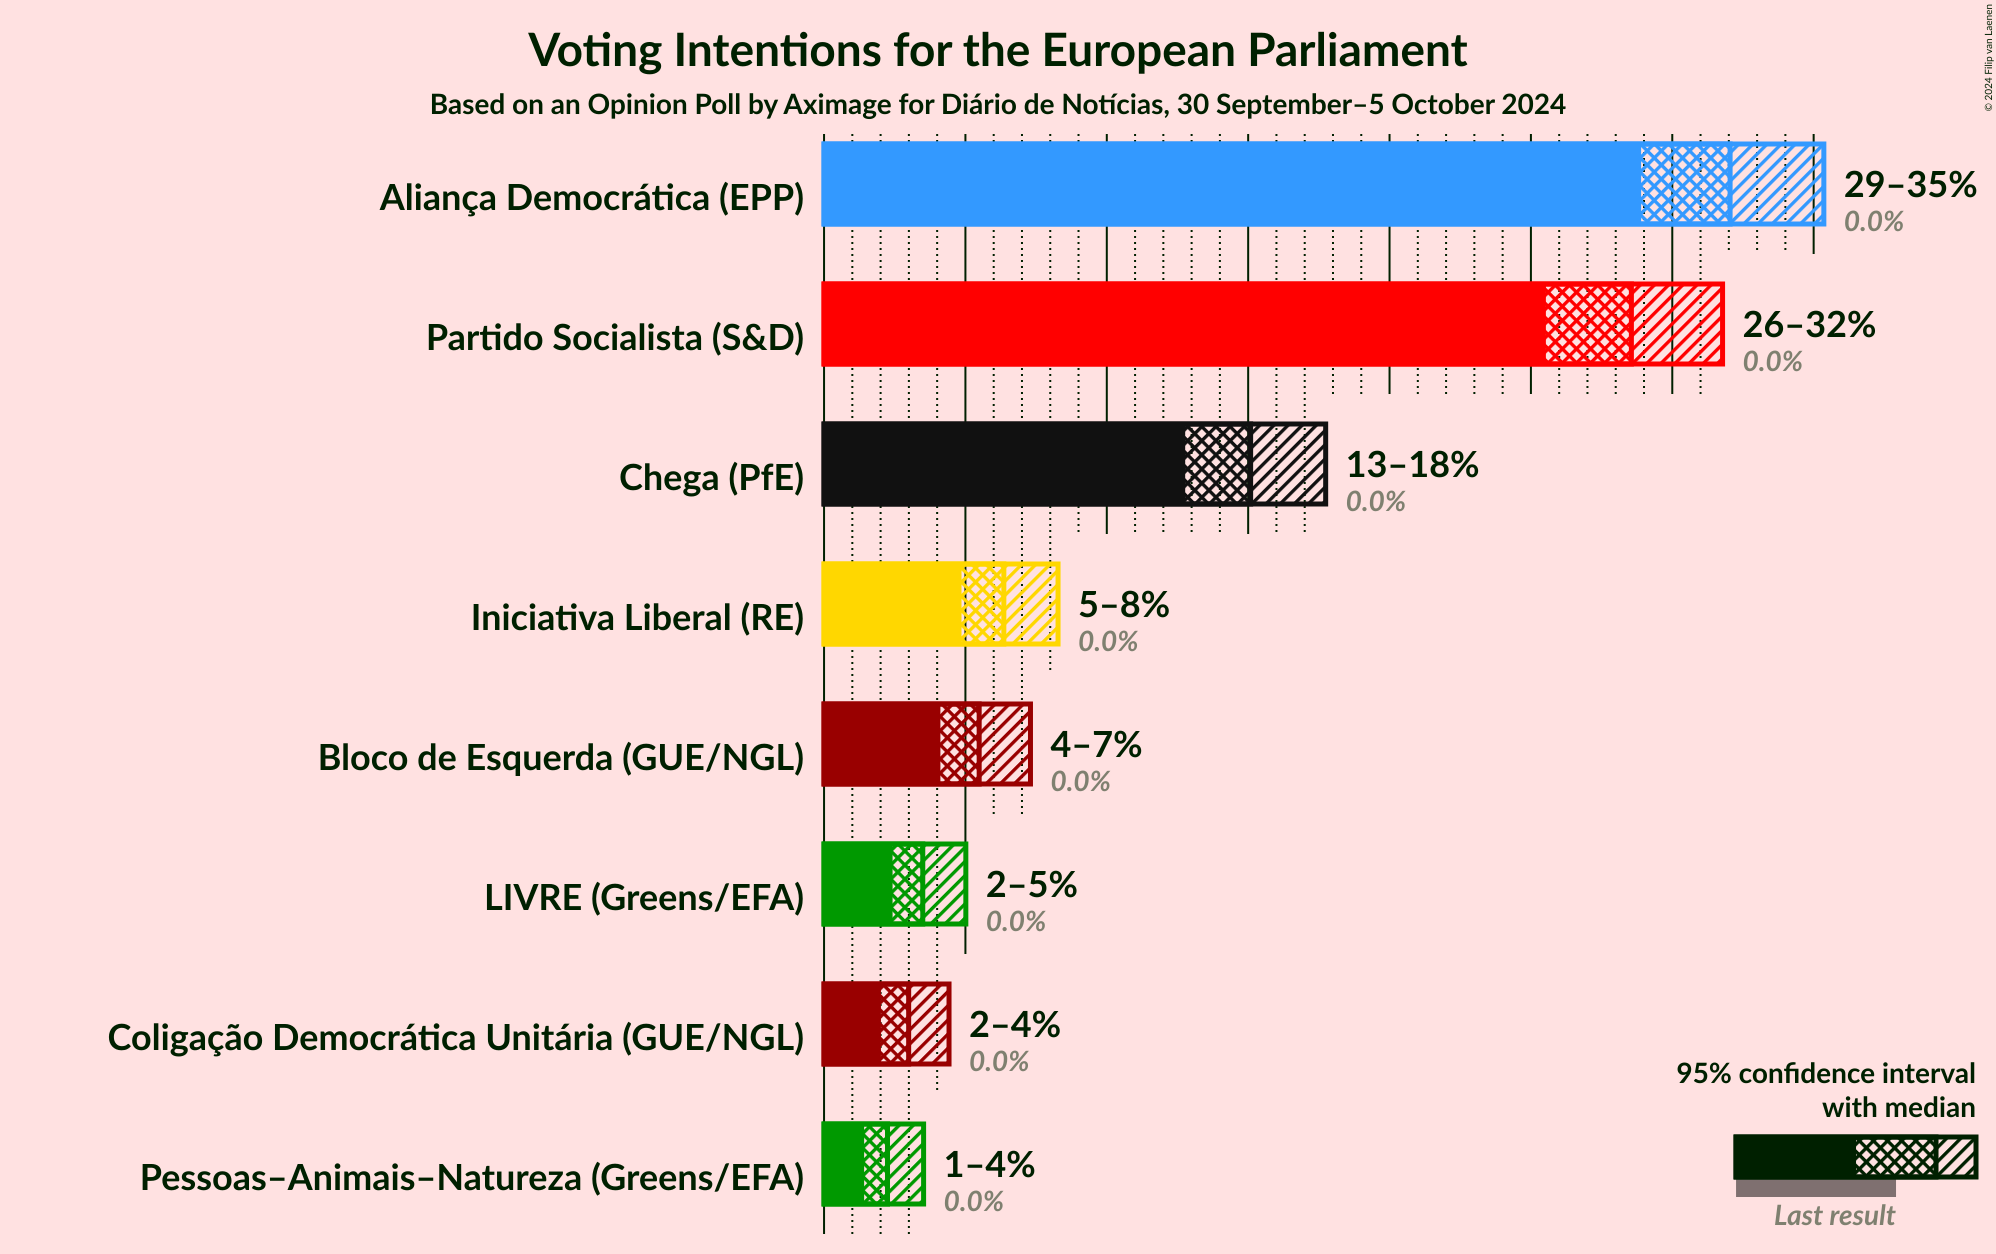 Voting Intentions for the European Parliament
Based on an Opinion Poll by Aximage for Diário de Notícias, 30 September–5 October 2024
© 2024 Filip van Laenen
Aliança Democrática (EPP)
29–35%
0.0%
Partido Socialista (S&D)
26–32%
0.0%
Chega (PfE)
13–18%
0.0%
Iniciativa Liberal (RE)
5–8%
0.0%
Bloco de Esquerda (GUE/NGL)
4–7%
0.0%
LIVRE (Greens/EFA)
2–5%
0.0%
Coligação Democrática Unitária (GUE/NGL)
2–4%
0.0%
Pessoas–Animais–Natureza (Greens/EFA)
1–4%
0.0%
95% confidence interval
with median
Last result